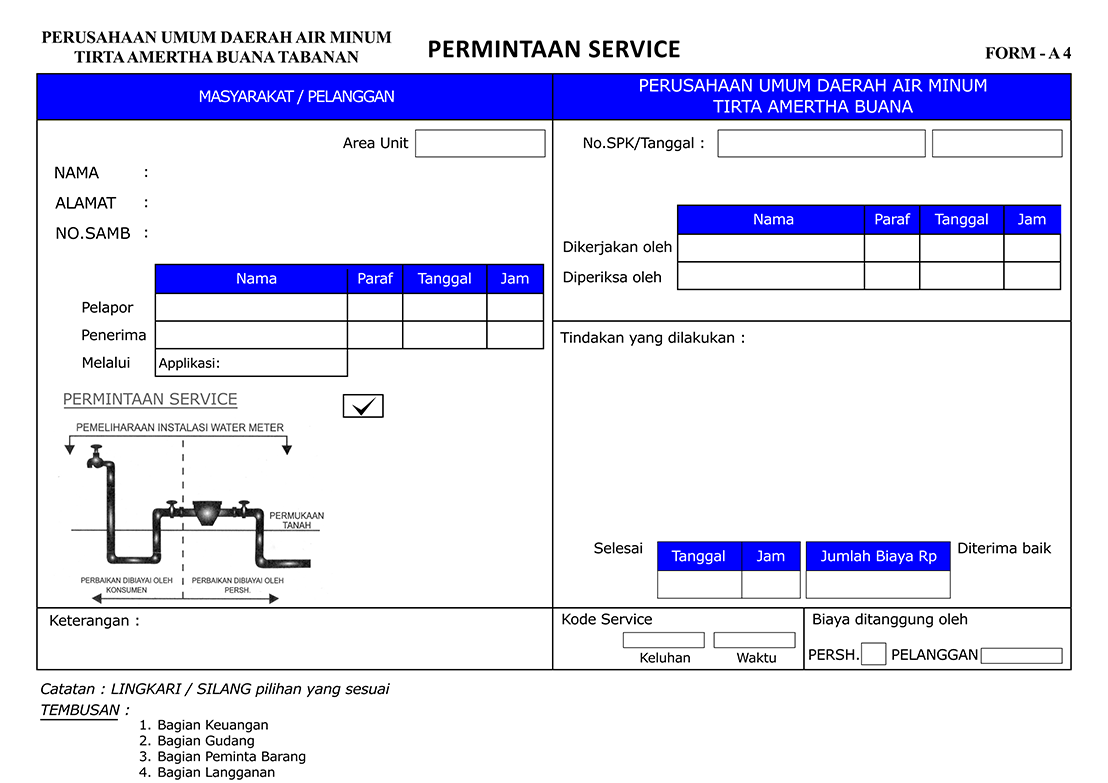 PERUSAHAAN UMUM DAERAH AIR MINUM
TIRTA AMERTHA BUANA TABANAN
PERMINTAAN SERVICE
FORM - A 4
MASYARAKAT / PELANGGAN
Area Unit
NAMA :
ALAMAT :
NO.SAMB :
Nama Paraf Tanggal Jam
Pelapor
Penerima
Melalui Applikasi:
PERMINTAAN SERVICE
PEMELIHARAAN INSTALASI WATER METER
PERMUKAAN
TANAH
PERBAIKAN DIBIAYAI OLEH
KONSUMEN
PERBAIKAN DIBIAYAI OLEH
PERSH.
Keterangan :
PERUSAHAAN UMUM DAERAH AIR MINUM
TIRTA AMERTHA BUANA
No.SPK/Tanggal :
Nama Paraf Tanggal Jam
Dikerjakan oleh
Diperiksa oleh
Tindakan yang dilakukan :
Selesai Tanggal Jam Jumlah Biaya Rp Diterima baik
Kode Service
Keluhan Waktu
Biaya ditanggung oleh
PERSH. PELANGGAN
Catatan : LINGKARI / SILANG pilihan yang sesuai
TEMBUSAN :
1. Bagian Keuangan
2. Bagian Gudang
3. Bagian Peminta Barang
4. Bagian Langganan